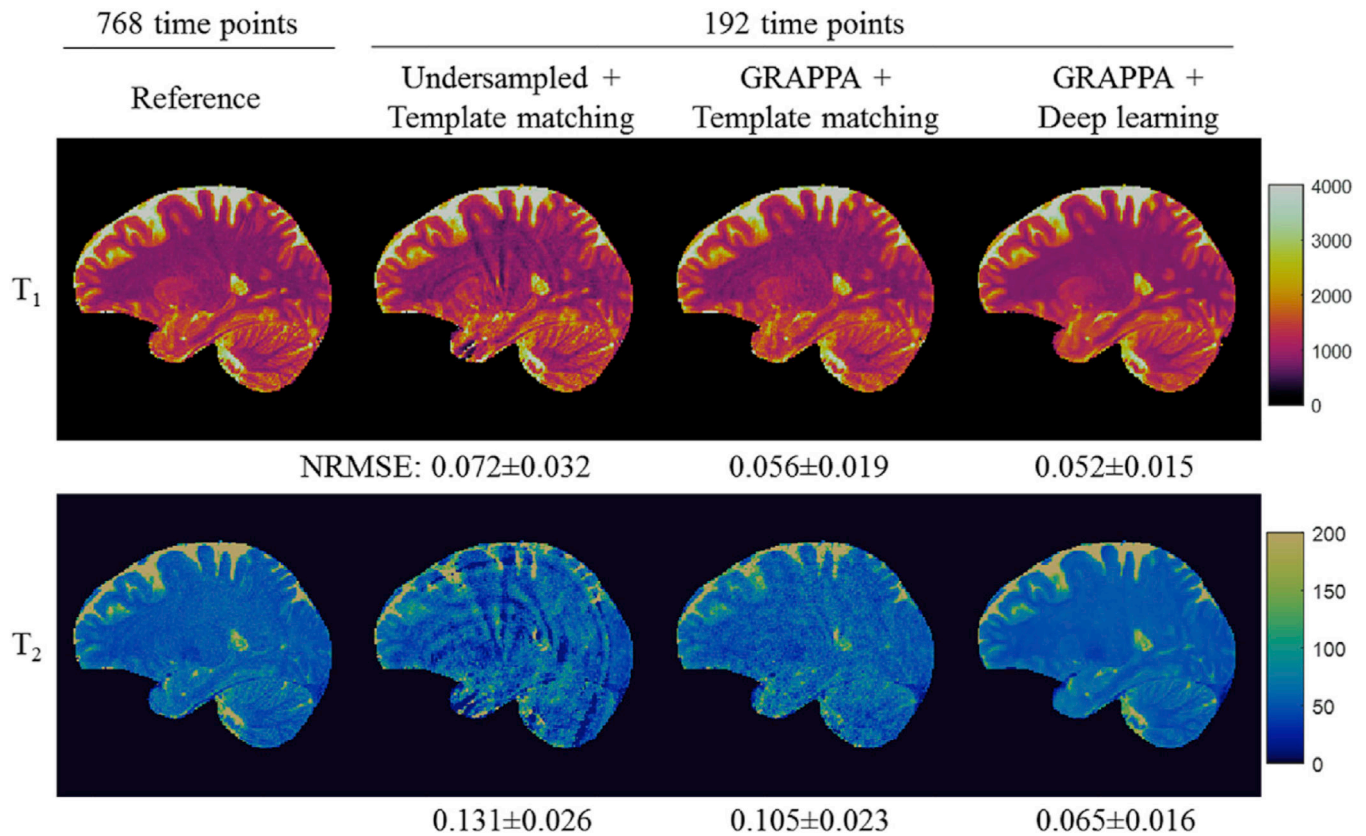 768 time points
192 time points
Reference
Undersampled +
Template matching
GRAPPA +
Template matching
GRAPPA +
Deep learning
T1
4000
3000
2000
1000
0
NRMSE: 0.072±0.032
0.056±0.019
0.052±0.015
T2
200
150
100
50
0
0.131±0.026
0.105±0.023
0.065±0.016